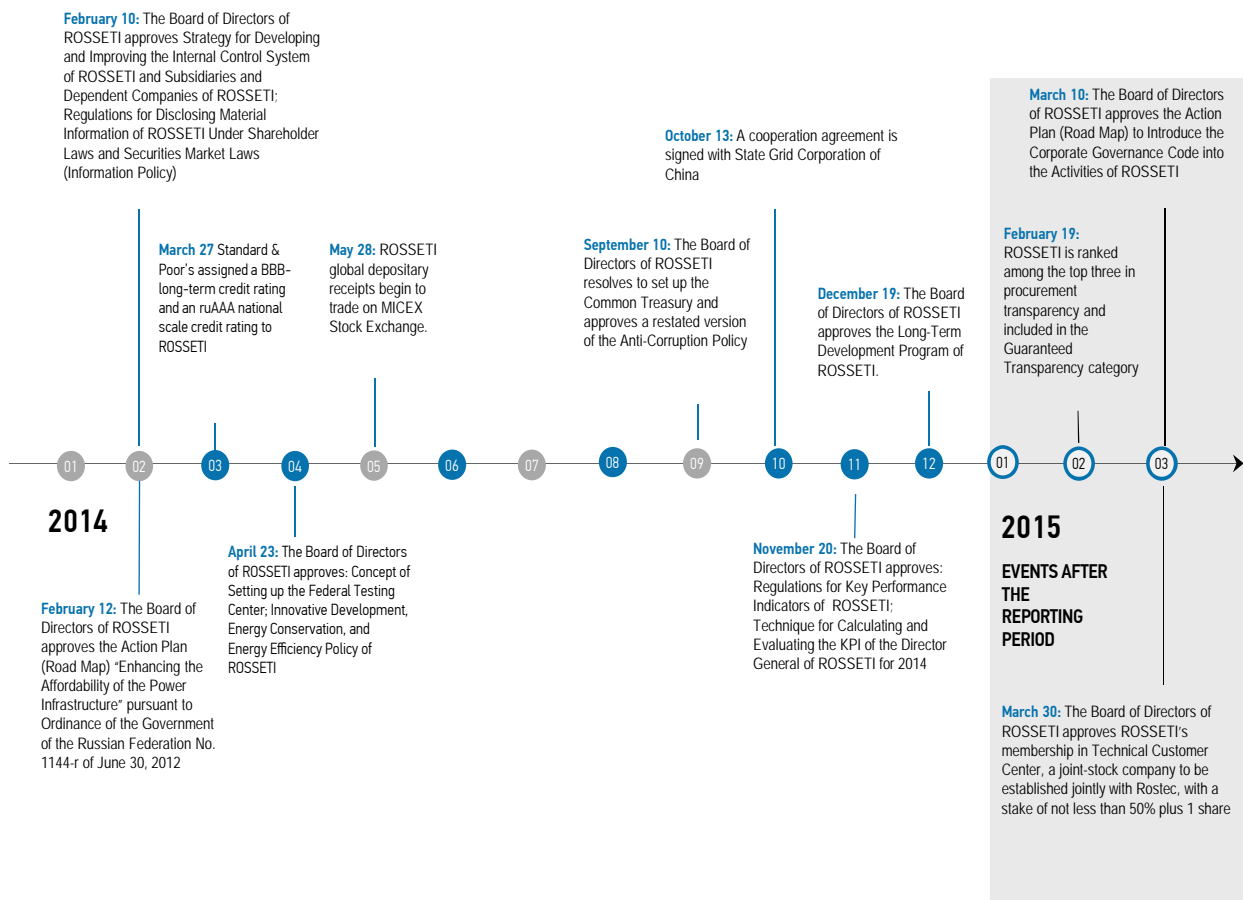 February 10: The Board of Directors of
ROSSETI approves Strategy for Developing
and Improving the Internal Control System
of ROSSETI and Subsidiaries and
Dependent Companies of ROSSETI;
Regulations for Disclosing Material
Information of ROSSETI Under Shareholder
Laws and Securities Market Laws
(Information Policy)
March 27 Standard &
Poor's assigned a BBB-
long-term credit rating
and an ruAAA national
scale credit rating to
ROSSETI
May 28: ROSSETI
global depositary
receipts begin to
trade on MICEX
Stock Exchange.
September 10: The Board of
Directors of ROSSETI
resolves to set up the
Common Treasury and
approves a restated version
of the Anti-Corruption Policy
October 13: A cooperation agreement is
signed with State Grid Corporation of
China
December 19: The Board
of Directors of ROSSETI
approves the Long-Term
Development Program of
ROSSETI.
March 10: The Board of Directors
of ROSSETI approves the Action
Plan (Road Map) to Introduce the
Corporate Governance Code into
the Activities of ROSSETI
February 19:
ROSSETI is ranked
among the top three in
procurement
transparency and
included in the
Guaranteed
Transparency category
01 02 03 04 05 06 07 08 09 10 11 12 01 02 03
2014
February 12: The Board of
Directors of ROSSETI
approves the Action Plan
(Road Map) "Enhancing the
Affordability of the Power
Infrastructure" pursuant to
Ordinance of the Government
of the Russian Federation No.
1144-r of June 30, 2012
April 23: The Board of Directors
of ROSSETI approves: Concept of
Setting up the Federal Testing
Center; Innovative Development,
Energy Conservation, and
Energy Efficiency Policy of
ROSSETI
November 20: The Board of
Directors of ROSSETI approves:
Regulations for Key Performance
Indicators of ROSSETI;
Technique for Calculating and
Evaluating the KPI of the Director
General of ROSSETI for 2014
2015
EVENTS AFTER
THE
REPORTING
PERIOD
March 30: The Board of Directors of
ROSSETI approves ROSSETI's
membership in Technical Customer
Center, a joint-stock company to be
established jointly with Rostec, with a
stake of not less than 50% plus 1 share